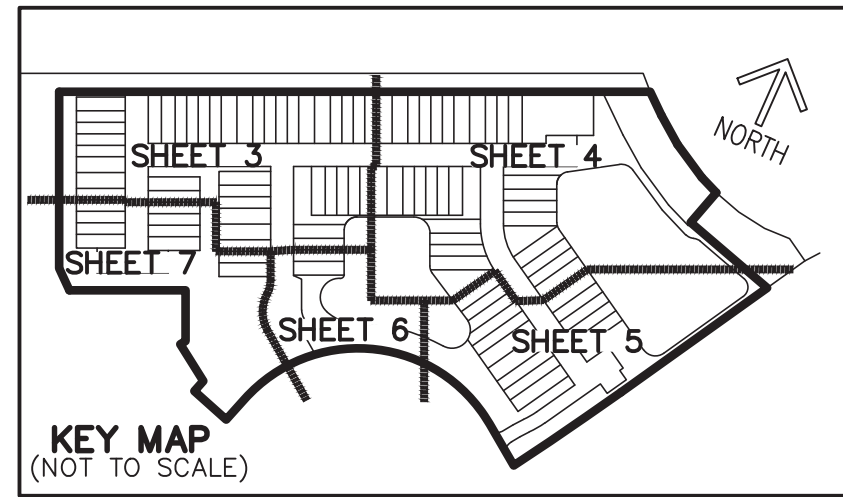 NORTH
SHEET 3
SHEET 4
SHEET 7
SHEET 6
SHEET 5
KEY MAP
(NOT TO SCALE)